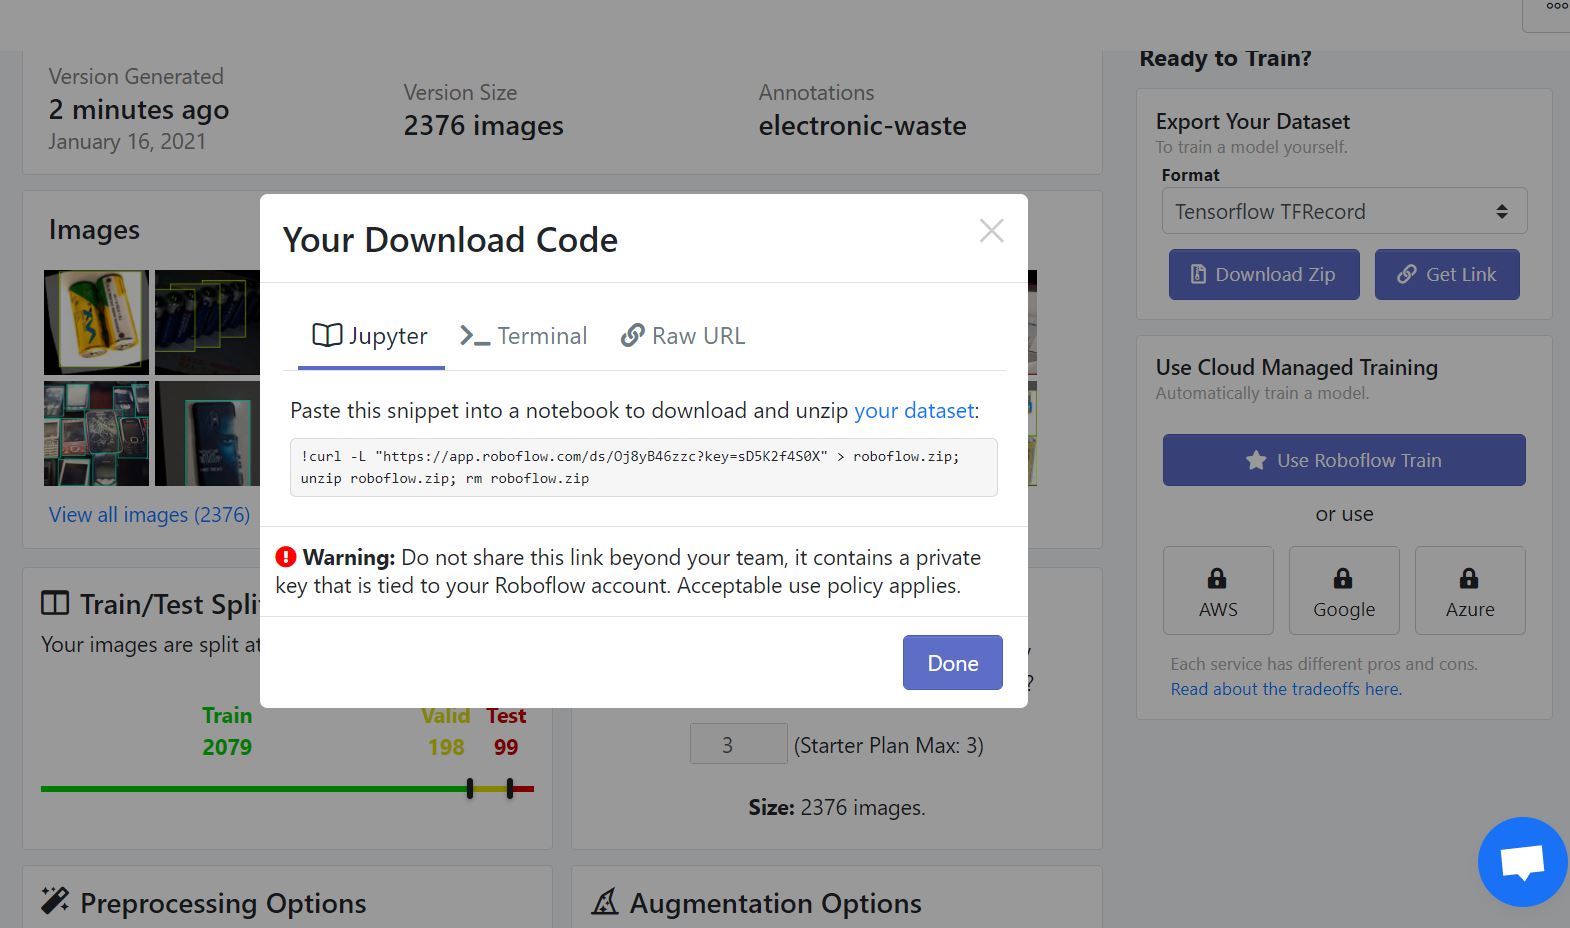 Version Generated
2 minutes ago
January 16, 2021
Version Size
2376 images
Annotations
electronic-waste
Images
View all images (2376)
Train/Test Spli
Your images are split at
Train
2079
Valid
198
Test
99
Your Download Code
Jupyter
Terminal
Raw URL
Paste this snippet into a notebook to download and unzip your dataset:
!curl -L "https://app.roboflow.com/ds/Oj8yB46zzc?key=sD5K2f4S0X" > roboflow.zip;
unzip roboflow.zip; rm roboflow.zip
Warning: Do not share this link beyond your team, it contains a private
key that is tied to your Roboflow account. Acceptable use policy applies.
Done
?
3
(Starter Plan Max: 3)
Size: 2376 images.
Preprocessing Options
Augmentation Options
Ready to Train?
Export Your Dataset
To train a model yourself.
Format
Tensorflow TFRecord
Download Zip
Get Link
Use Cloud Managed Training
Automatically train a model.
Use Roboflow Train
or use
AWS
Google
Azure
Each service has different pros and cons.
Read about the tradeoffs here.